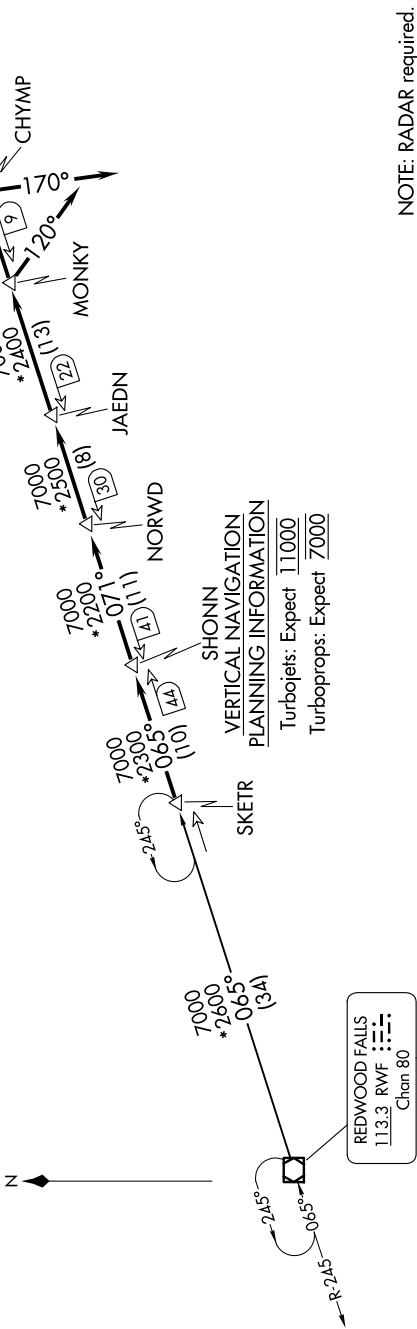 N
R-245
065°
245°
REDWOOD FALLS
113.3 RWF
Chan 80
7000
*2600
065°
(34)
245°
SKETR
7000
*2300
065°
(10)
44
SHONN
VERTICAL NAVIGATION
PLANNING INFORMATION
Turbojets: Expect 11000
Turboprops: Expect 7000
41
7000
*2200
071°
(11)
NORWD
30
7000
*2500
(8)
JAEDN
22
*2400
(13)
MONKY
9
120°
170°
CHYMP
NOTE: RADAR required.